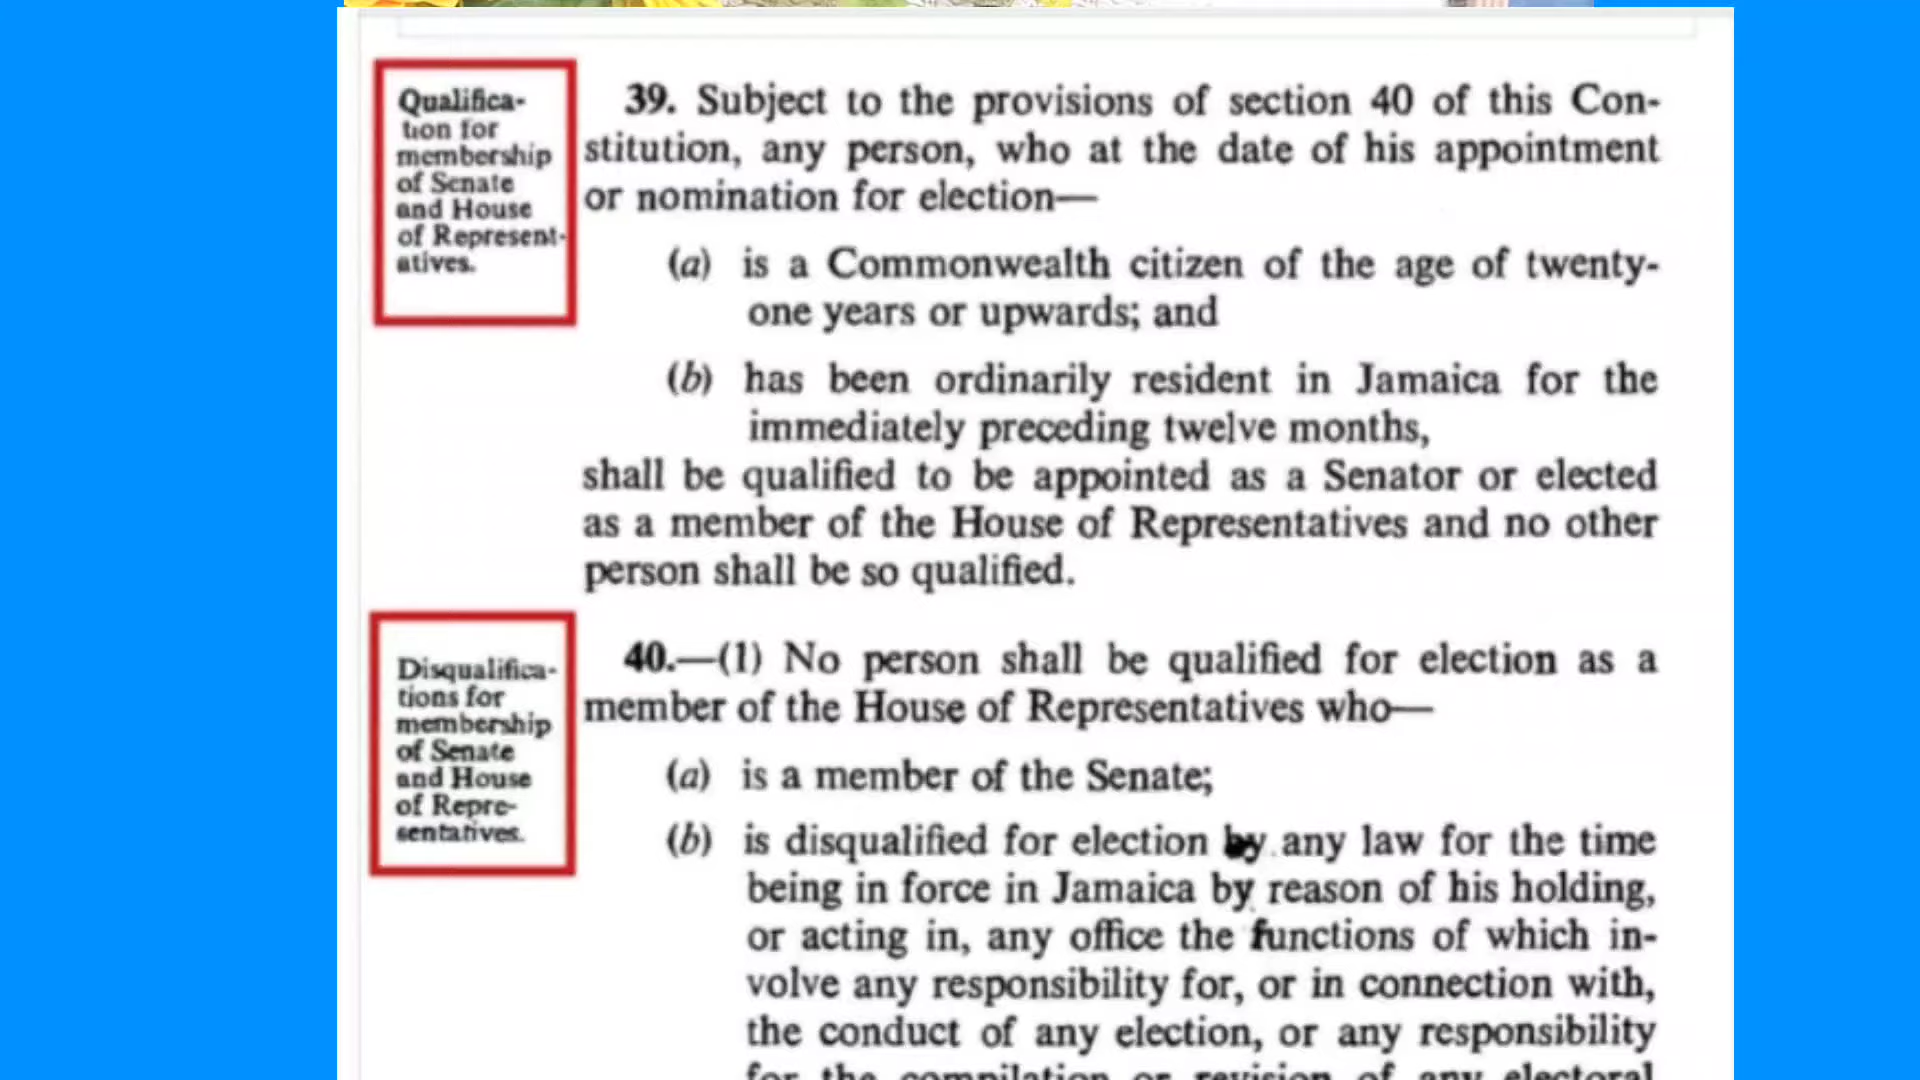 Qualifica-
tion for
membership
of Senate
and House
of Represent-
atives.
39. Subject to the provisions of section 40 of this Con-
stitution, any person, who at the date of his appointment
or nomination for election—
(a) is a Commonwealth citizen of the age of twenty-
one years or upwards; and
(b) has been ordinarily resident in Jamaica for the
immediately preceding twelve months,
shall be qualified to be appointed as a Senator or elected
as a member of the House of Representatives and no other
person shall be so qualified.
Disqualifica-
tions for
membership
of Senate
and House
of Repre-
sentatives.
40.—(1) No person shall be qualified for election as a
member of the House of Representatives who—
(a) is a member of the Senate;
(b) is disqualified for election by any law for the time
being in force in Jamaica by reason of his holding,
or acting in, any office the functions of which in-
volve any responsibility for, or in connection with,
the conduct of any election, or any responsibility
for the compilation or revision of any electoral